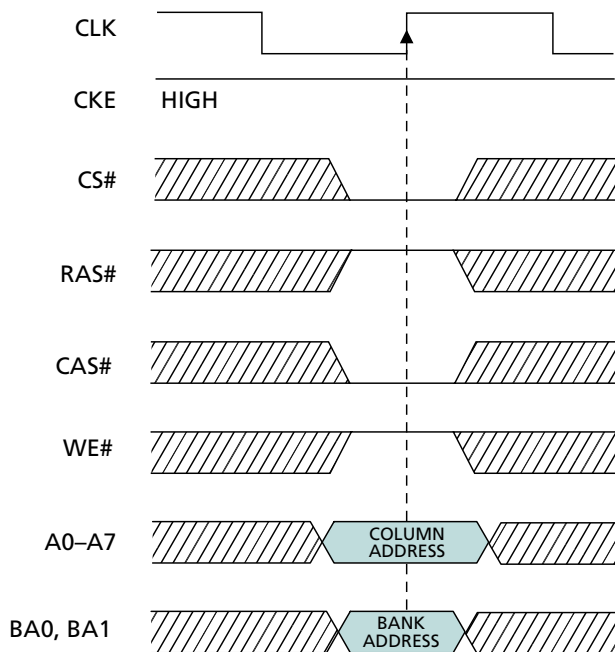 CLK
CKE HIGH
CS#
RAS#
CAS#
WE#
A0–A7 COLUMN
ADDRESS
BA0, BA1 BANK
ADDRESS